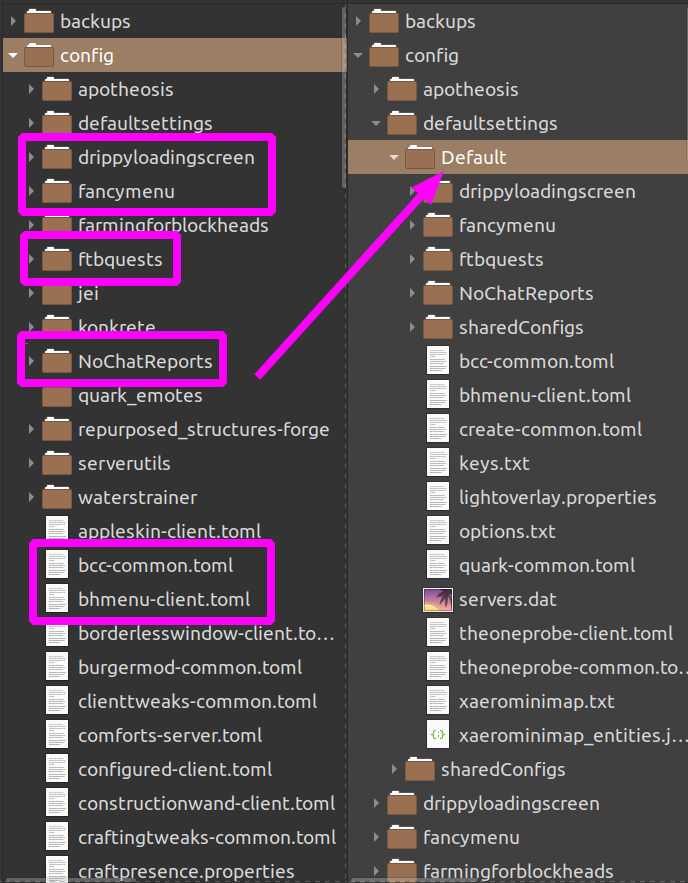 backups
config
apotheosis
defaultsettings
drippyloadingscreen
fancymenu
farmingforblockheads
ftbquests
jei
konkrete
NoChatReports
quark_emotes
repurposed_structures-forge
serverutils
waterstrainer
appleskin-client.toml
bcc-common.toml
bhmenu-client.toml
borderlesswindow-client.to...
burgermod-common.toml
clienttweaks-common.toml
comforts-server.toml
configured-client.toml
constructionwand-client.toml
craftingtweaks-common.toml
craftpresence.properties
backups
config
apotheosis
defaultsettings
Default
drippyloadingscreen
fancymenu
ftbquests
NoChatReports
sharedConfigs
bcc-common.toml
bhmenu-client.toml
create-common.toml
keys.txt
lightoverlay.properties
options.txt
quark-common.toml
servers.dat
theoneprobe-client.toml
theoneprobe-common.to...
xaerominimap.txt
xaerominimap_entities.j...
sharedConfigs
drippyloadingscreen
fancymenu
farmingforblockheads